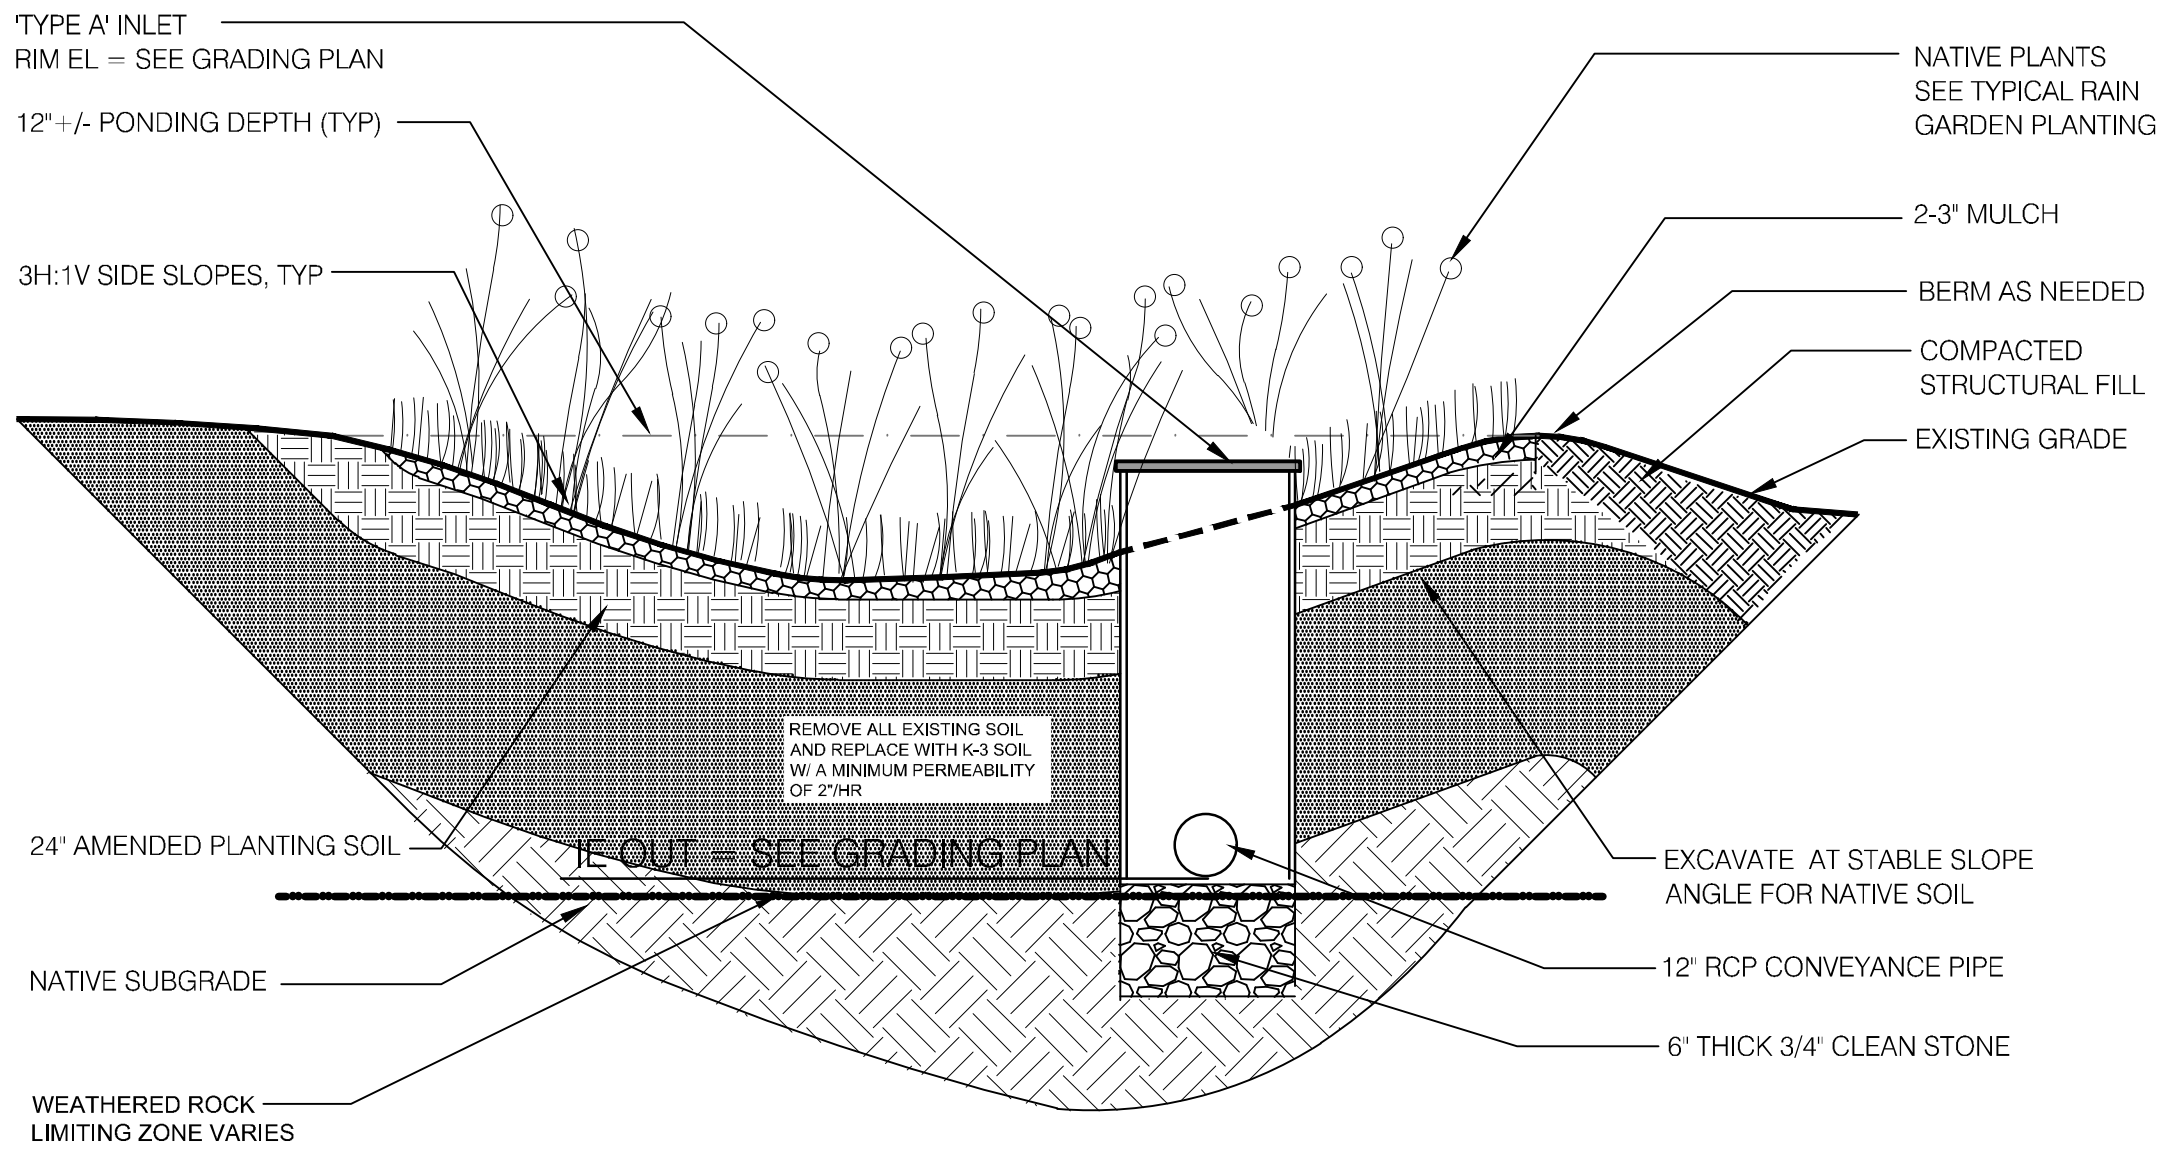 'TYPE A' INLET
RIM EL = SEE GRADING PLAN
12"+/- PONDING DEPTH (TYP)
3H:1V SIDE SLOPES, TYP
NATIVE PLANTS
SEE TYPICAL RAIN
GARDEN PLANTING
2-3" MULCH
BERM AS NEEDED
COMPACTED
STRUCTURAL FILL
EXISTING GRADE
REMOVE ALL EXISTING SOIL
AND REPLACE WITH K-3 SOIL
W/ A MINIMUM PERMEABILITY
OF 2"/HR
24" AMENDED PLANTING SOIL
IE OUT = SEE GRADING PLAN
EXCAVATE AT STABLE SLOPE
ANGLE FOR NATIVE SOIL
NATIVE SUBGRADE
12" RCP CONVEYANCE PIPE
6" THICK 3/4" CLEAN STONE
WEATHERED ROCK
LIMITING ZONE VARIES